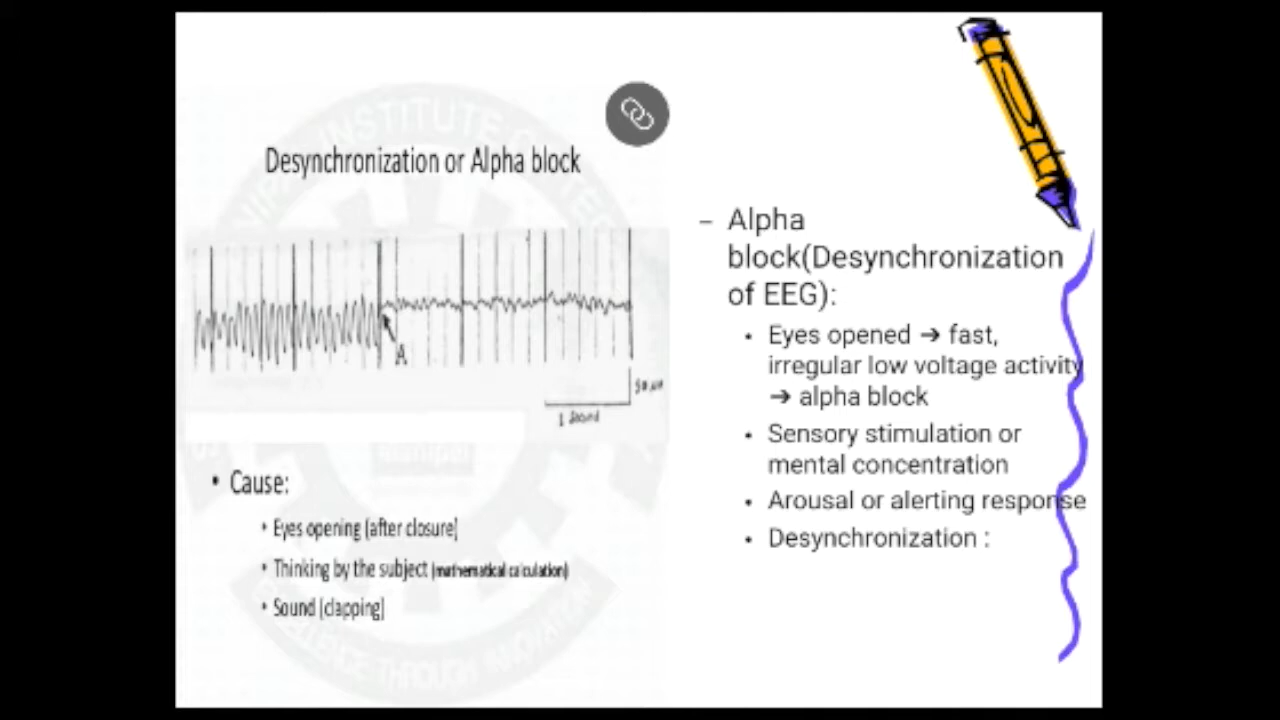 Desynchronization or Alpha block
A
1 second
• Cause:
• Eyes opening (after closure)
• Thinking by the subject (mathematical calculation)
• Sound (clapping)
– Alpha
block(Desynchronization
of EEG):
• Eyes opened ➔ fast,
irregular low voltage activity
➔ alpha block
• Sensory stimulation or
mental concentration
• Arousal or alerting response
• Desynchronization :